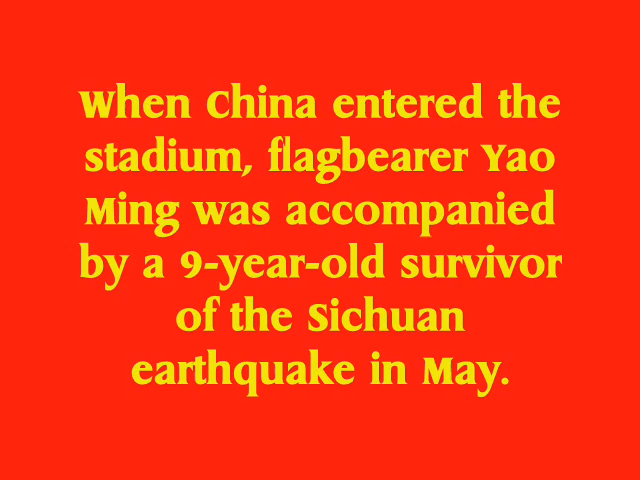 When China entered the
stadium, flagbearer Yao
Ming was accompanied
by a 9-year-old survivor
of the Sichuan
earthquake in May.